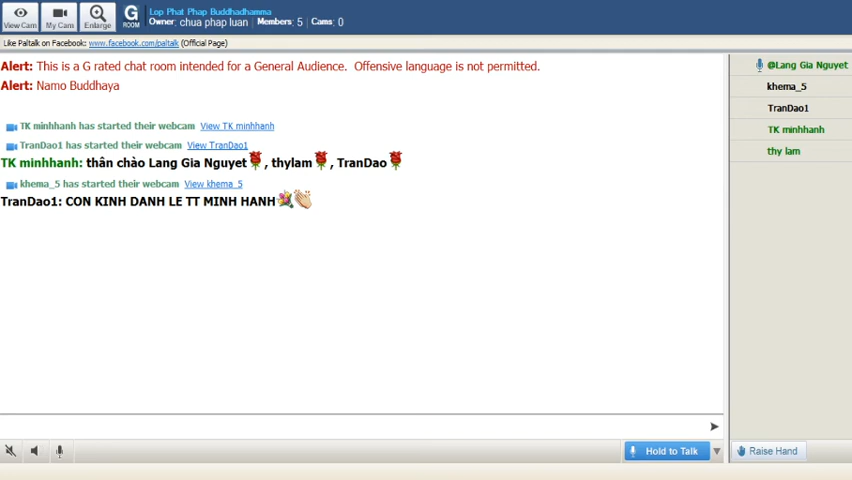 View Cam
My Cam
Enlarge
G
ROOM
Lop Phat Phap Buddhadhamma
Owner: chua phap luan Members: 5 Cams: 0
Like Paltalk on Facebook: www.facebook.com/paltalk (Official Page)
Alert: This is a G rated chat room intended for a General Audience. Offensive language is not permitted.
Alert: Namo Buddhaya
TK minhhanh has started their webcam View TK minhhanh
TranDao1 has started their webcam View TranDao1
TK minhhanh: thân chào Lang Gia Nguyet, thylam, TranDao
khema_5 has started their webcam View khema_5
TranDao1: CON KINH DANH LE TT MINH HANH
@Lang Gia Nguyet
khema_5
TranDao1
TK minhhanh
thy lam
Hold to Talk
Raise Hand